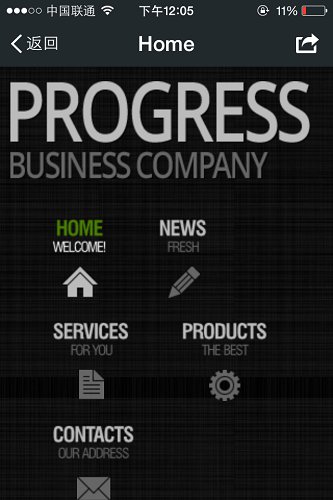 中国联通 下午12:05 11%
返回 Home
PROGRESS
BUSINESS COMPANY
HOME NEWS
WELCOME! FRESH
SERVICES PRODUCTS
FOR YOU THE BEST
CONTACTS
OUR ADDRESS